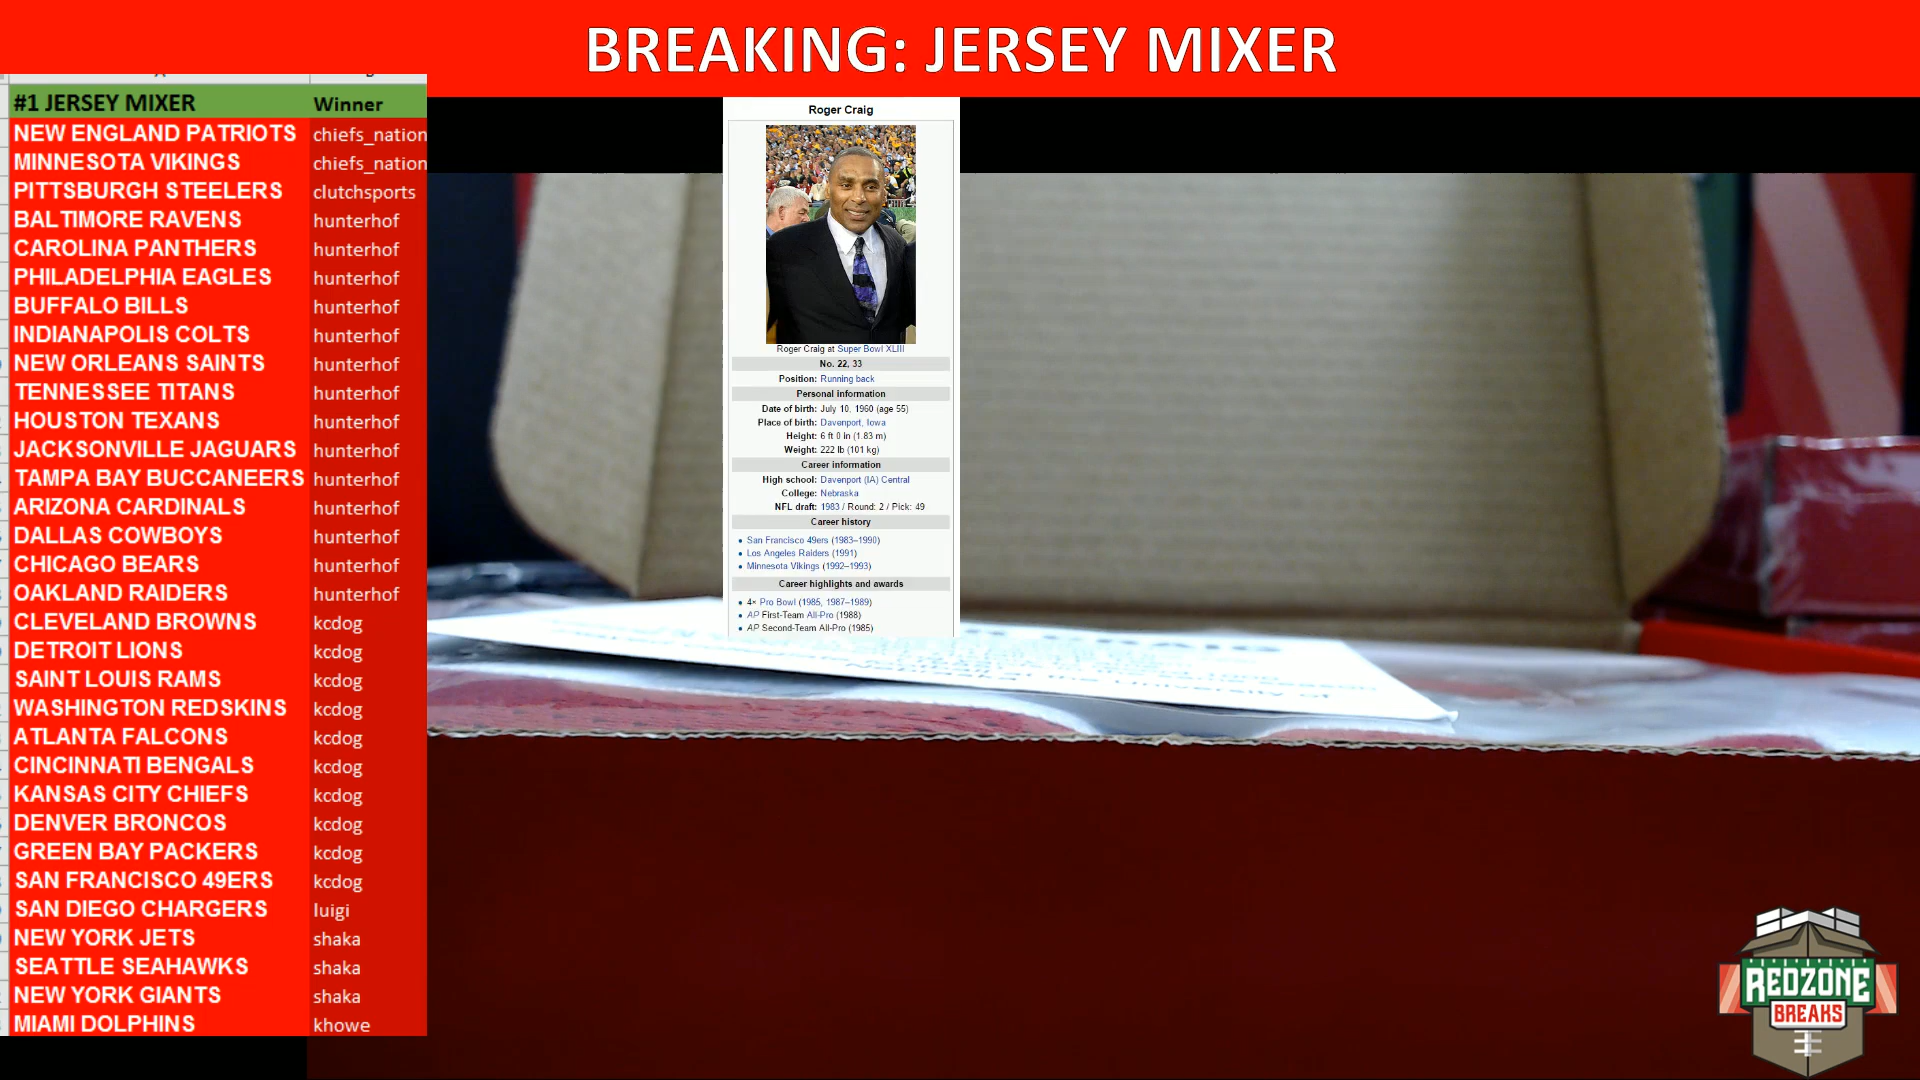 BREAKING: JERSEY MIXER
#1 JERSEY MIXER Winner
NEW ENGLAND PATRIOTS chiefs_nation
MINNESOTA VIKINGS chiefs_nation
PITTSBURGH STEELERS clutchsports
BALTIMORE RAVENS hunterhof
CAROLINA PANTHERS hunterhof
PHILADELPHIA EAGLES hunterhof
BUFFALO BILLS hunterhof
INDIANAPOLIS COLTS hunterhof
NEW ORLEANS SAINTS hunterhof
TENNESSEE TITANS hunterhof
HOUSTON TEXANS hunterhof
JACKSONVILLE JAGUARS hunterhof
TAMPA BAY BUCCANEERS hunterhof
ARIZONA CARDINALS hunterhof
DALLAS COWBOYS hunterhof
CHICAGO BEARS hunterhof
OAKLAND RAIDERS hunterhof
CLEVELAND BROWNS kcdog
DETROIT LIONS kcdog
SAINT LOUIS RAMS kcdog
WASHINGTON REDSKINS kcdog
ATLANTA FALCONS kcdog
CINCINNATI BENGALS kcdog
KANSAS CITY CHIEFS kcdog
DENVER BRONCOS kcdog
GREEN BAY PACKERS kcdog
SAN FRANCISCO 49ERS kcdog
SAN DIEGO CHARGERS luigi
NEW YORK JETS shaka
SEATTLE SEAHAWKS shaka
NEW YORK GIANTS shaka
MIAMI DOLPHINS khowe
Roger Craig
Roger Craig at Super Bowl XLIII
No. 22, 33
Position: Running back
Personal information
Date of birth: July 10, 1960 (age 55)
Place of birth: Davenport, Iowa
Height: 6 ft 0 in (1.83 m)
Weight: 222 lb (101 kg)
Career information
High school: Davenport (IA) Central
College: Nebraska
NFL draft: 1983 / Round: 2 / Pick: 49
Career history
• San Francisco 49ers (1983–1990)
• Los Angeles Raiders (1991)
• Minnesota Vikings (1992–1993)
Career highlights and awards
• 4× Pro Bowl (1985, 1987–1989)
• AP First-Team All-Pro (1988)
• AP Second-Team All-Pro (1985)
at the University of
REDZONE
BREAKS